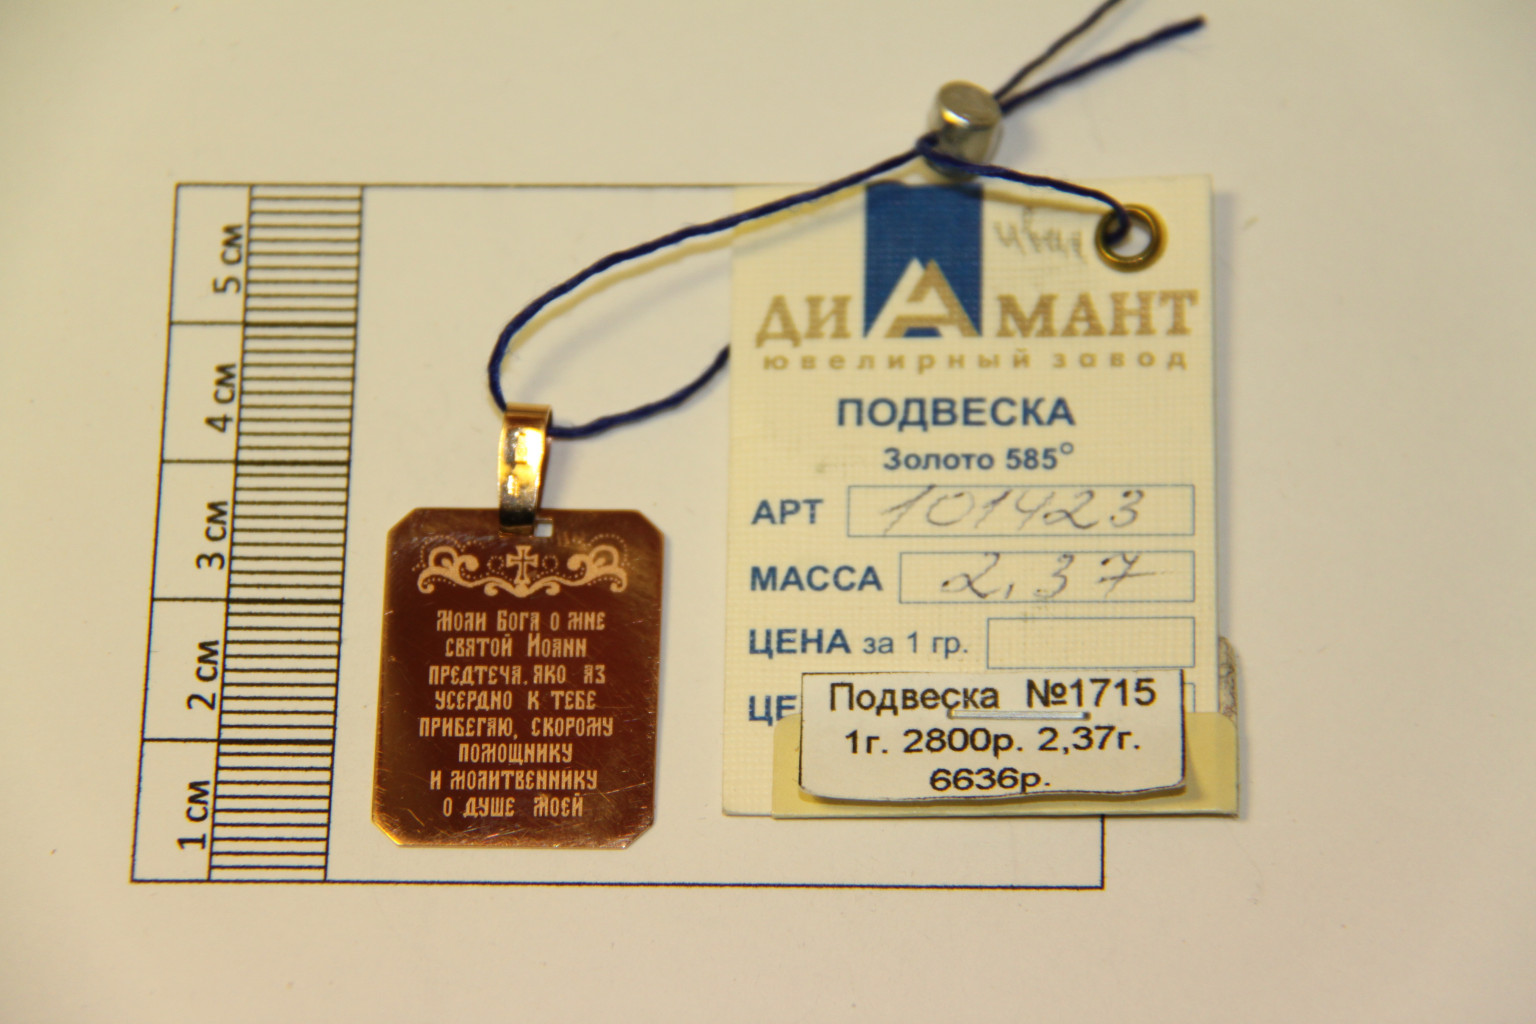 5 см
4 см
3 см
2 см
1 см
Моли Бога о мне
святой Иоанн
предтеча, яко аз
усердно к тебе
прибегаю, скорому
помощнику
и молитвеннику
о душе моей
ДИАМАНТ
ювелирный завод
ПОДВЕСКА
Золото 585°
АРТ 101423
МАССА 2,37
ЦЕНА за 1 гр.
ЦЕ
Подвеска №1715
1г. 2800р. 2,37г.
6636р.